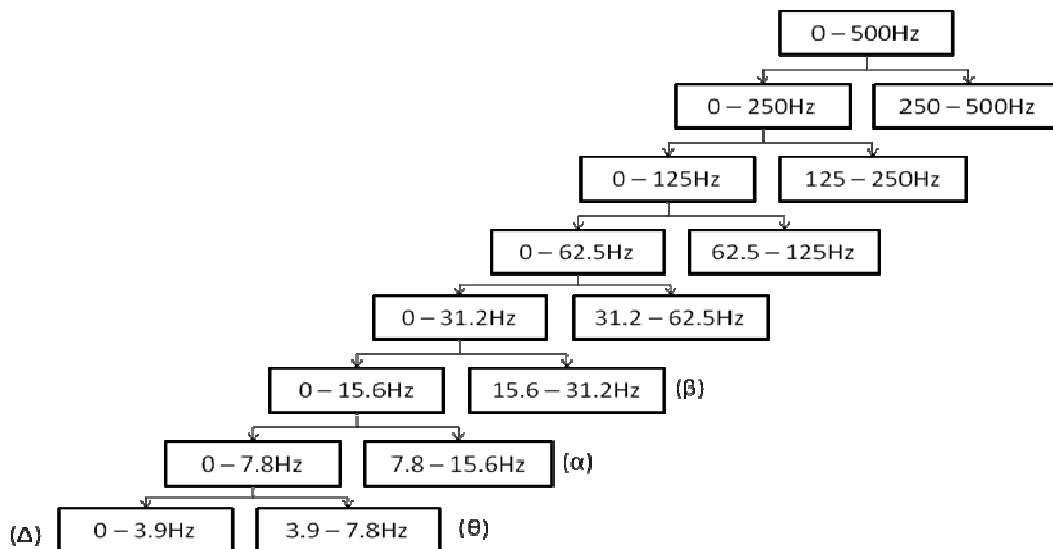 0 – 500Hz
0 – 250Hz 250 – 500Hz
0 – 125Hz 125 – 250Hz
0 – 62.5Hz 62.5 – 125Hz
0 – 31.2Hz 31.2 – 62.5Hz
0 – 15.6Hz 15.6 – 31.2Hz (β)
0 – 7.8Hz 7.8 – 15.6Hz (α)
(Δ) 0 – 3.9Hz 3.9 – 7.8Hz (θ)